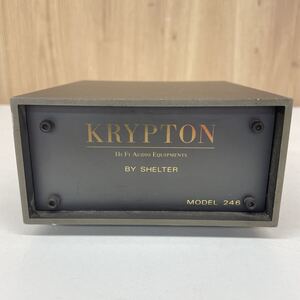 KRYPTON
Hi Fi Audio Equipments
BY SHELTER
MODEL 246